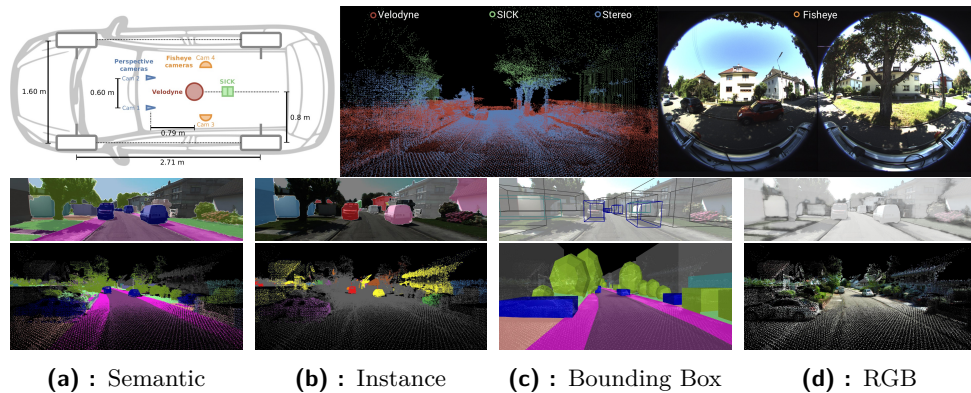 Velodyne SICK Stereo Fisheye
Perspective
cameras
Fisheye
cameras
Cam 4
Cam 2
SICK
1.60 m
0.60 m
Velodyne
Cam 1
Cam 3
0.8 m
0.79 m
2.71 m
(a) : Semantic
(b) : Instance
(c) : Bounding Box
(d) : RGB